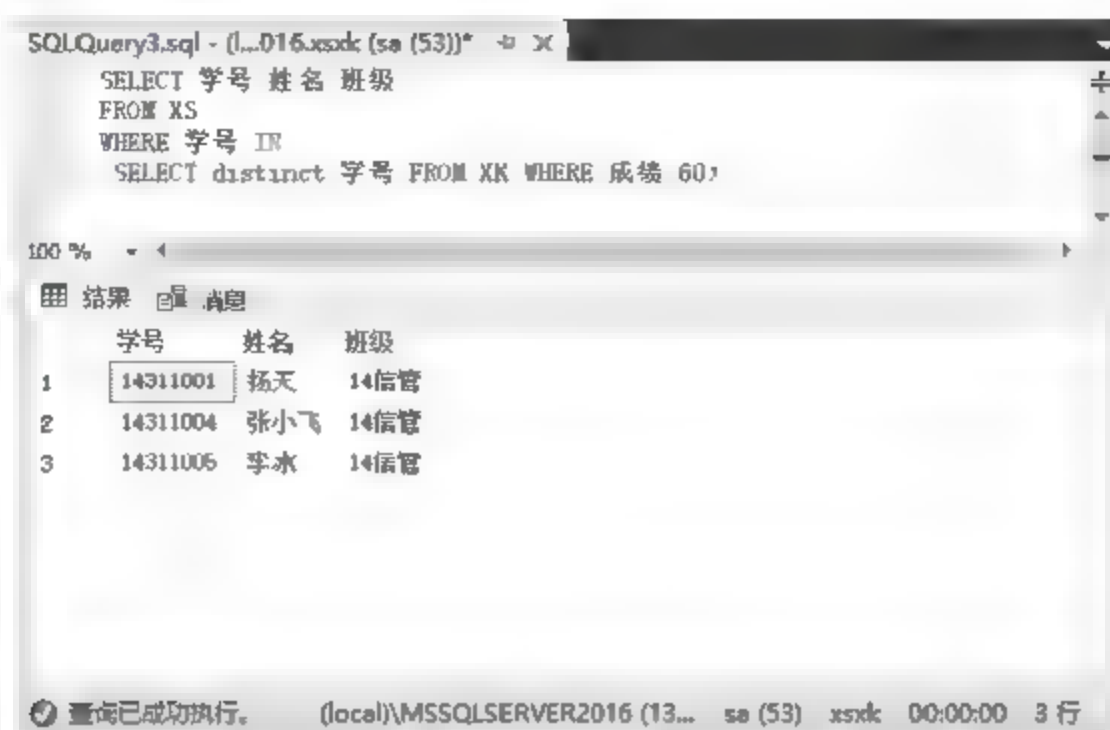 SQLQuery3.sql - (l...016.xsxk (sa (53))*
SELECT 学号 姓名 班级
FROM XS
WHERE 学号 IN
SELECT distinct 学号 FROM XK WHERE 成绩 60)
100 %
结果 消息
学号 姓名 班级
1 14311001 杨天 14信管
2 14311004 张小飞 14信管
3 14311005 李冰 14信管
查询已成功执行。 (local)\MSSQLSERVER2016 (13... sa (53) xsxk 00:00:00 3 行